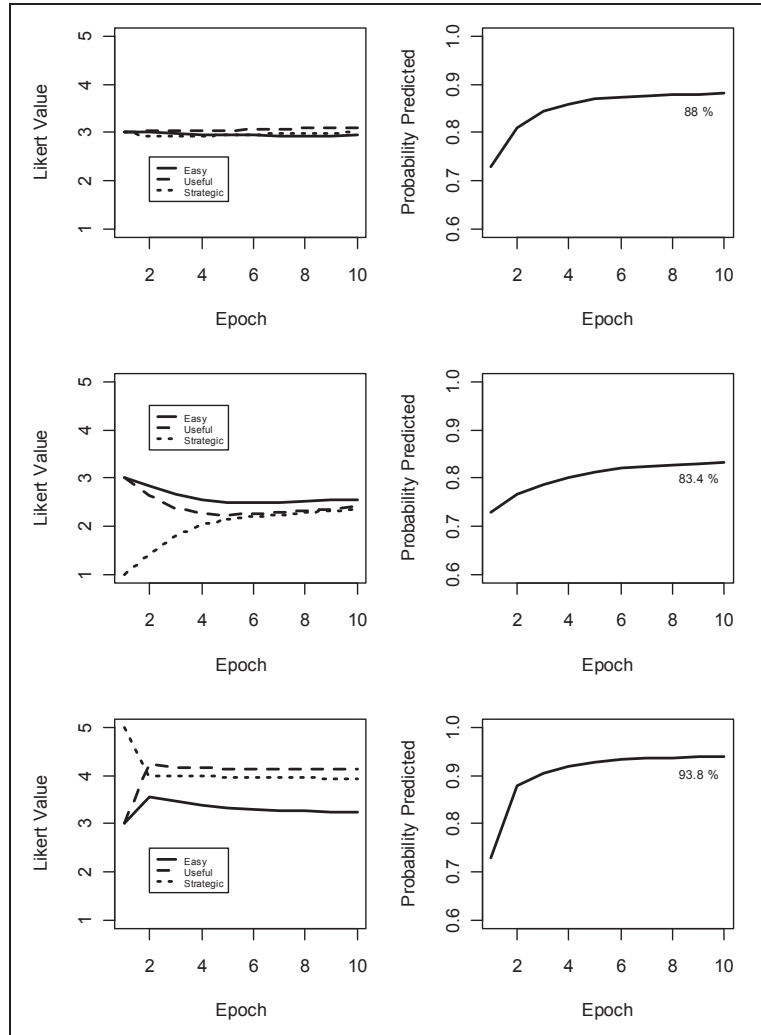 Likert Value
5
4
3
2
1
Easy
Useful
Strategic
2 4 6 8 10
Epoch
Probability Predicted
1.0
0.9
0.8
0.7
0.6
88 %
2 4 6 8 10
Epoch
Likert Value
5
4
3
2
1
Easy
Useful
Strategic
2 4 6 8 10
Epoch
Probability Predicted
1.0
0.9
0.8
0.7
0.6
83.4 %
2 4 6 8 10
Epoch
Likert Value
5
4
3
2
1
Easy
Useful
Strategic
2 4 6 8 10
Epoch
Probability Predicted
1.0
0.9
0.8
0.7
0.6
93.8 %
2 4 6 8 10
Epoch